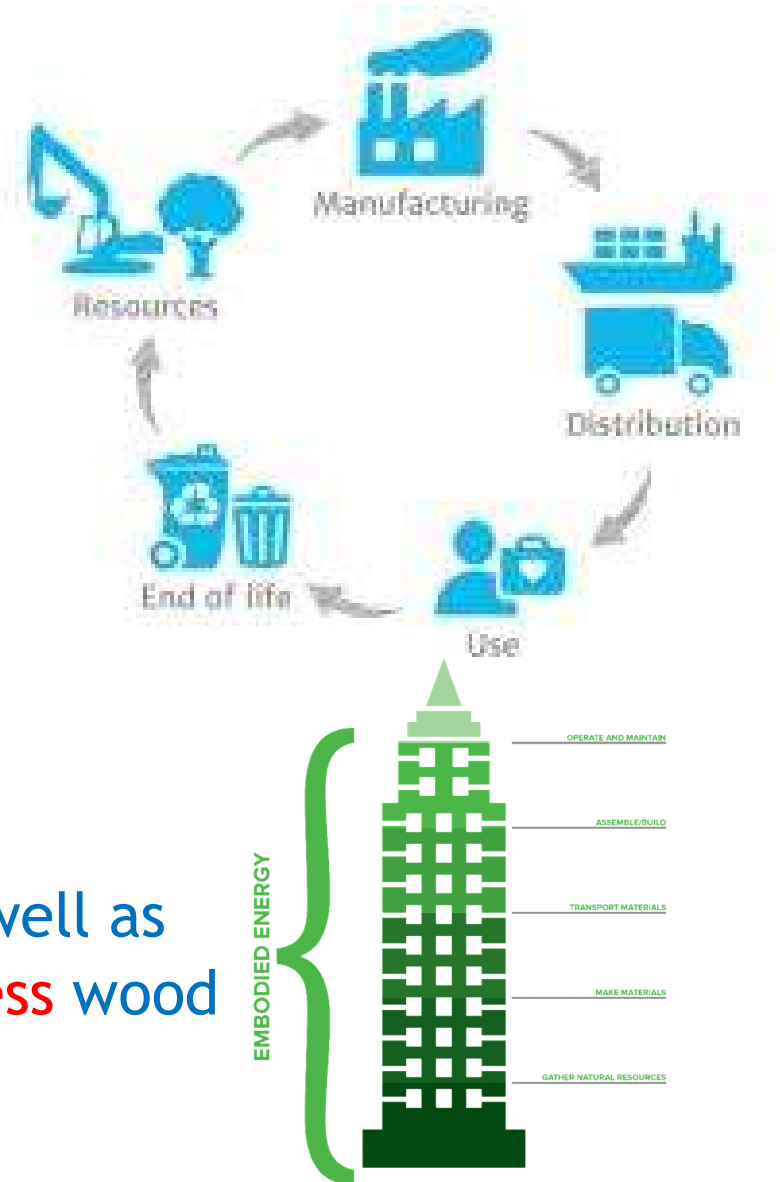 Manufacturing
Resources
Distribution
End of life
Use
OPERATE AND MAINTAIN
ASSEMBLE/BUILD
well as
TRANSPORT MATERIALS
ess wood
MAKE MATERIALS
EMBODIED ENERGY
GATHER NATURAL RESOURCES